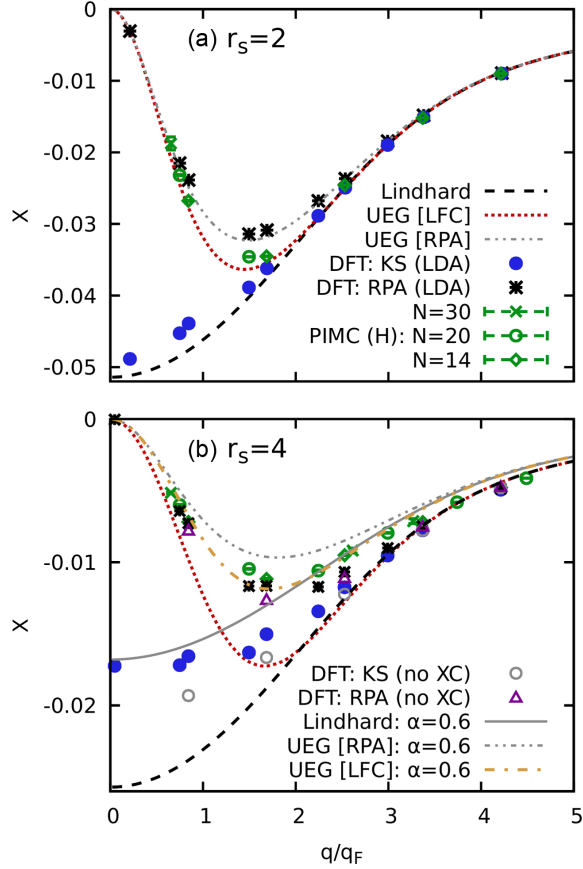 0
-0.01
-0.02
-0.03
-0.04
-0.05
χ
(a) rs=2
Lindhard
UEG [LFC]
UEG [RPA]
DFT: KS (LDA)
DFT: RPA (LDA)
N=30
PIMC (H): N=20
N=14
0
-0.01
-0.02
χ
(b) rs=4
DFT: KS (no XC)
DFT: RPA (no XC)
Lindhard: α=0.6
UEG [RPA]: α=0.6
UEG [LFC]: α=0.6
0 1 2 3 4 5
q/qF